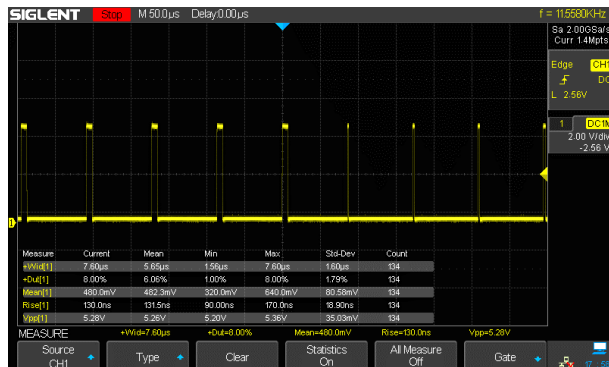 SIGLENT Stop M 50.0µs Delay:0.00µs f = 11.5580KHz
Sa 2.00GSa/s
Curr 1.4Mpts
Edge CH1
DC
L 2.56V
1 DC1M
2.00 V/div
-2.56 V
1
Measure Current Mean Min Max Std-Dev Count
+Wid[1] 7.60µs 5.65µs 1.56µs 7.60µs 1.60µs 134
+Dut[1] 8.00% 6.06% 1.00% 8.00% 1.79% 134
Mean[1] 480.0mV 482.3mV 320.0mV 640.0mV 80.58mV 134
Rise[1] 130.0ns 131.5ns 90.00ns 170.0ns 18.90ns 134
Vpp[1] 5.28V 5.26V 5.20V 5.36V 35.03mV 134
MEASURE +Wid=7.60µs +Dut=8.00% Mean=480.0mV Rise=130.0ns Vpp=5.28V
Source Type Clear Statistics All Measure Gate
CH1 On Off